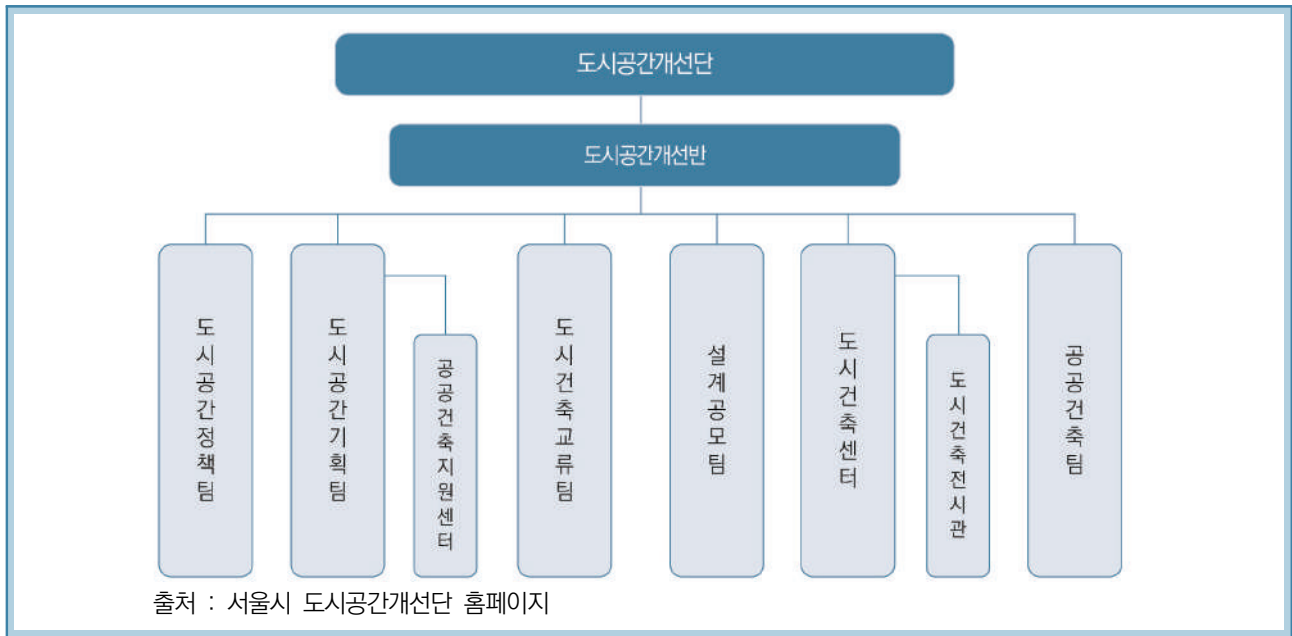 도시공간개선단
도시공간개선반
도시공간정책팀
도시공간기획팀
공공건축지원센터
도시건축교류팀
설계공모팀
도시건축센터
도시건축전시관
공공건축팀
출처 : 서울시 도시공간개선단 홈페이지